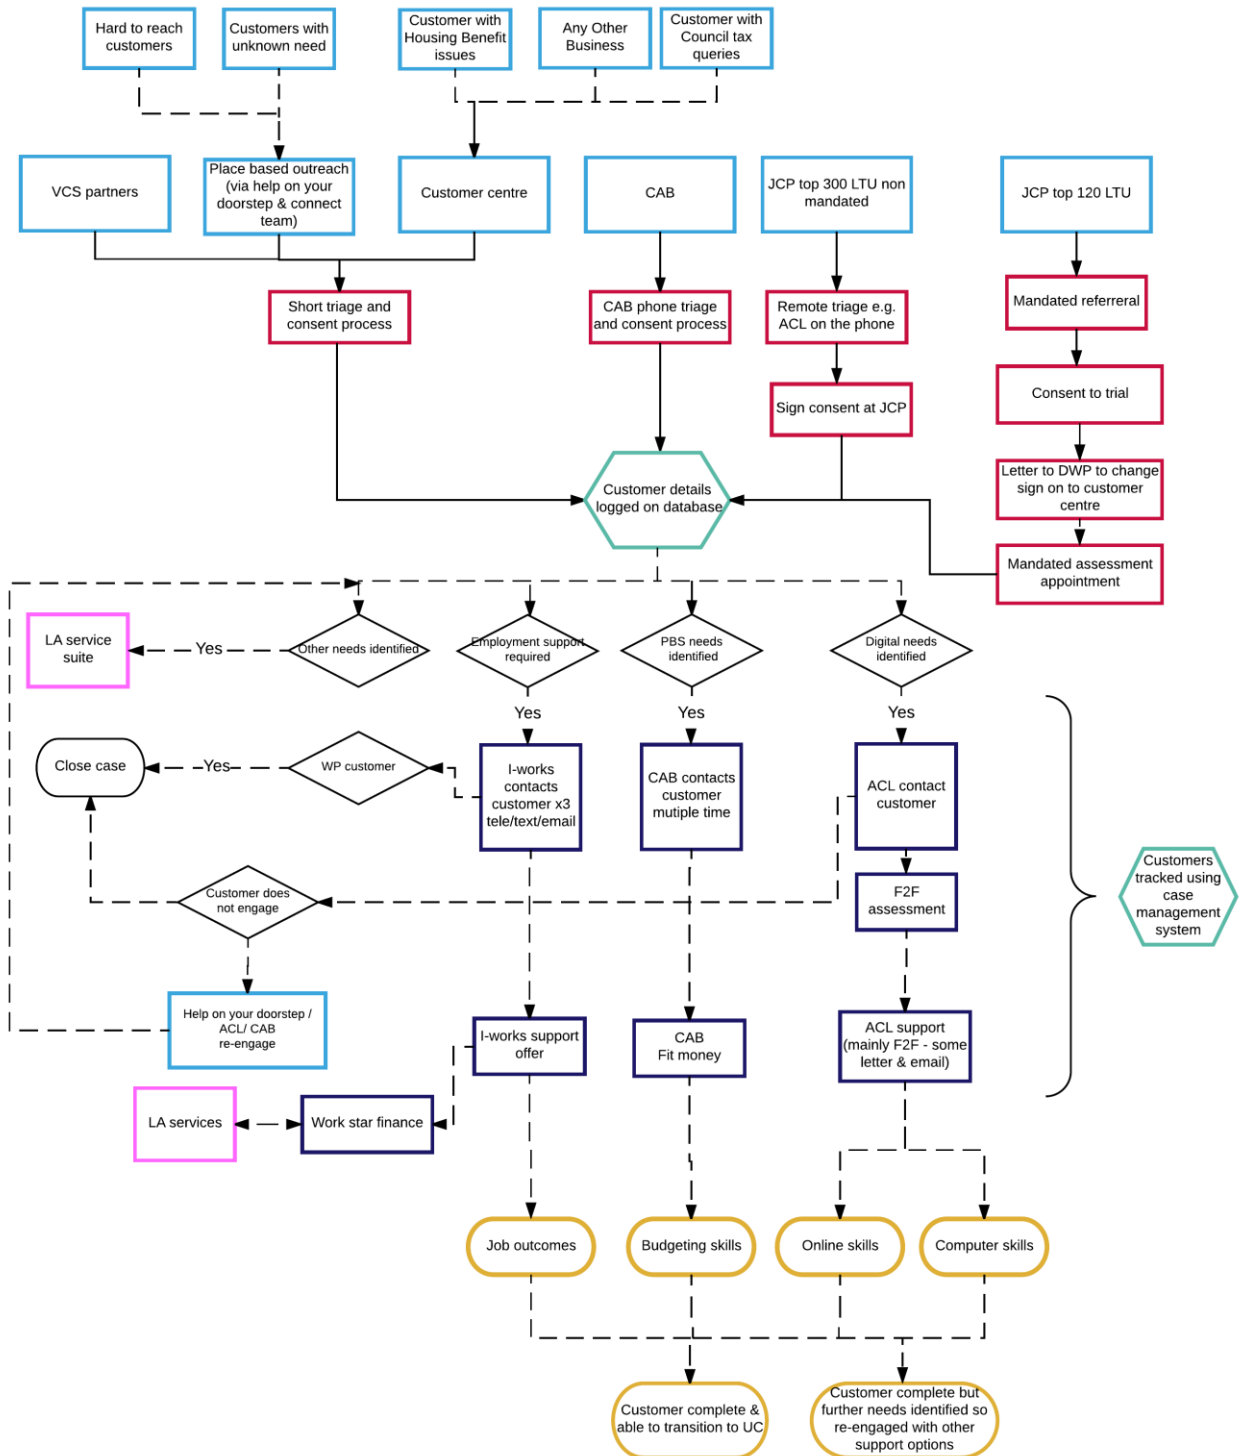 Hard to reach
customers
Customers with
unknown need
Customer with
Housing Benefit
issues
Any Other
Business
Customer with
Council tax
queries
VCS partners
Place based outreach
(via help on your
doorstep & connect
team)
Customer centre
CAB
JCP top 300 LTU non
mandated
JCP top 120 LTU
Short triage and
consent process
CAB phone triage
and consent process
Remote triage e.g.
ACL on the phone
Mandated referreral
Sign consent at JCP
Consent to trial
Letter to DWP to change
sign on to customer
centre
Customer details
logged on database
Mandated assessment
appointment
LA service
suite
Yes
Other needs identified
Employment support
required
PBS needs
identified
Digital needs
identified
Yes
Yes
Yes
Close case
Yes
WP customer
I-works
contacts
customer x3
tele/text/email
CAB contacts
customer
mutiple time
ACL contact
customer
Customer does
not engage
F2F
assessment
Customers
tracked using
case
management
system
Help on your doorstep /
ACL/ CAB
re-engage
I-works support
offer
CAB
Fit money
ACL support
(mainly F2F - some
letter & email)
LA services
Work star finance
Job outcomes
Budgeting skills
Online skills
Computer skills
Customer complete &
able to transition to UC
Customer complete but
further needs identified so
re-engaged with other
support options